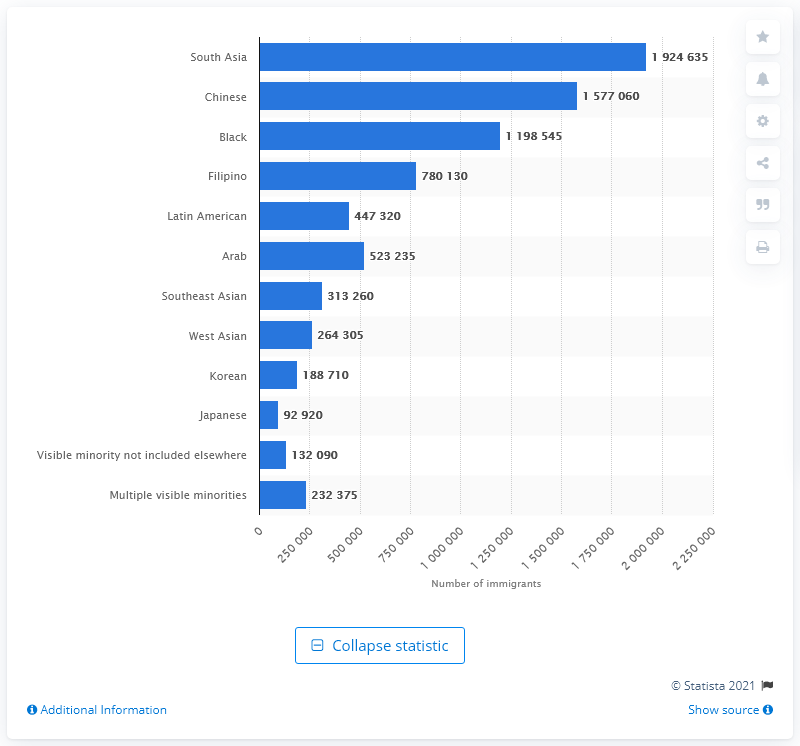 South Asia 1 924 635
Chinese 1 577 060
Black 1 198 545
Filipino 780 130
Latin American 447 320
Arab 523 235
Southeast Asian 313 260
West Asian 264 305
Korean 188 710
Japanese 92 920
Visible minority not included elsewhere 132 090
Multiple visible minorities 232 375
0 250 000 500 000 750 000 1 000 000 1 250 000 1 500 000 1 750 000 2 000 000 2 250 000
Number of immigrants
Collapse statistic
© Statista 2021
Additional Information Show source